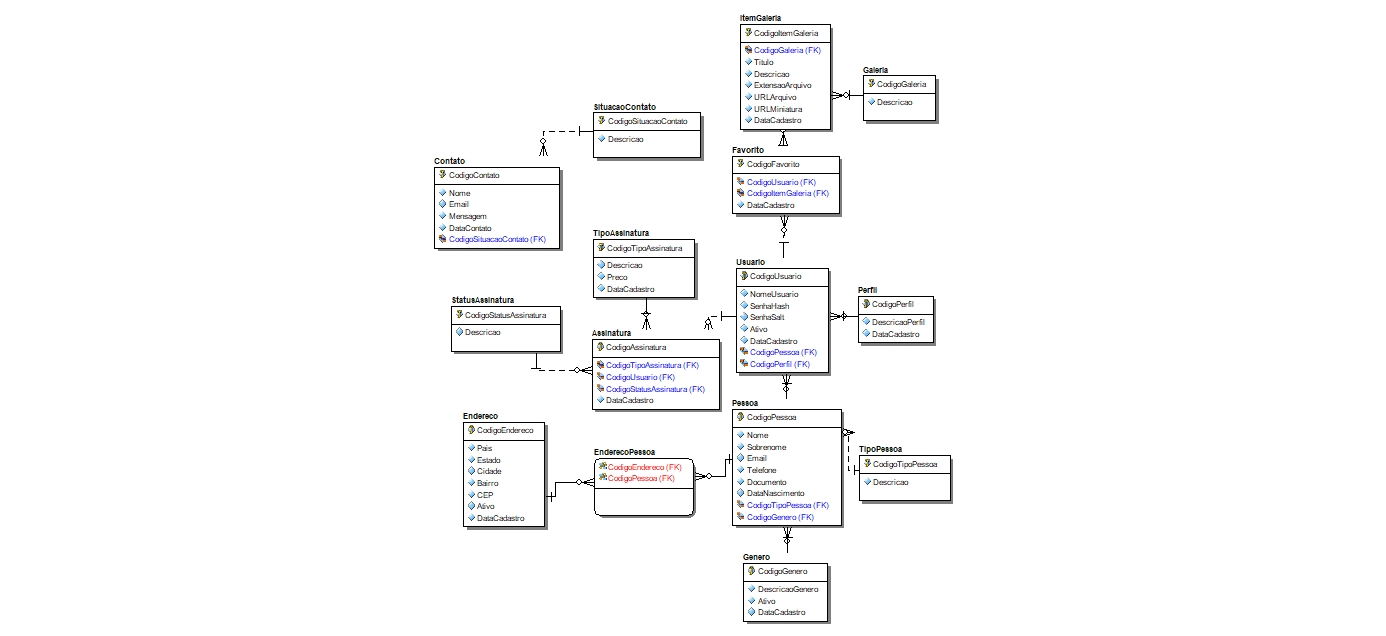 ItemGaleria
CodigoItemGaleria
CodigoGaleria (FK)
Titulo
Descricao
ExtensaoArquivo
URLArquivo
URLMiniatura
DataCadastro
Galeria
CodigoGaleria
Descricao
SituacaoContato
CodigoSituacaoContato
Descricao
Contato
CodigoContato
Nome
Email
Mensagem
DataContato
CodigoSituacaoContato (FK)
Favorito
CodigoFavorito
CodigoUsuario (FK)
CodigoItemGaleria (FK)
DataCadastro
TipoAssinatura
CodigoTipoAssinatura
Descricao
Preco
DataCadastro
Usuario
CodigoUsuario
NomeUsuario
SenhaHash
SenhaSalt
Ativo
DataCadastro
CodigoPessoa (FK)
CodigoPerfil (FK)
Perfil
CodigoPerfil
DescricaoPerfil
DataCadastro
StatusAssinatura
CodigoStatusAssinatura
Descricao
Assinatura
CodigoAssinatura
CodigoTipoAssinatura (FK)
CodigoUsuario (FK)
CodigoStatusAssinatura (FK)
DataCadastro
Endereco
CodigoEndereco
Pais
Estado
Cidade
Bairro
CEP
Ativo
DataCadastro
EnderecoPessoa
CodigoEndereco (FK)
CodigoPessoa (FK)
Pessoa
CodigoPessoa
Nome
Sobrenome
Email
Telefone
Documento
DataNascimento
CodigoTipoPessoa (FK)
CodigoGenero (FK)
TipoPessoa
CodigoTipoPessoa
Descricao
Genero
CodigoGenero
DescricaoGenero
Ativo
DataCadastro